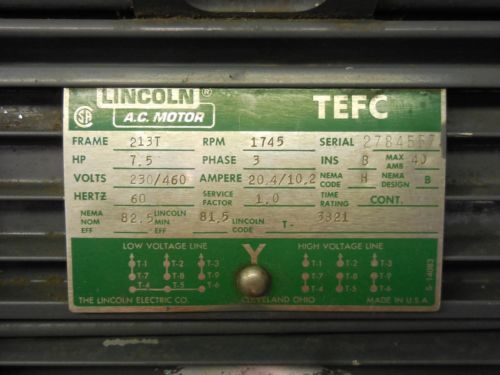 LINCOLN® TEFC
SA A.C. MOTOR
FRAME 213T RPM 1745 SERIAL
HP 7.5 PHASE 3 INS B MAX AMB 40
VOLTS 230/460 AMPERE 20.4/10.2 NEMA CODE H NEMA DESIGN B
HERTZ 60 SERVICE FACTOR 1.0 TIME RATING CONT.
NEMA NOM EFF 82.5 LINCOLN MIN EFF 81.5 LINCOLN CODE T- 3821
LOW VOLTAGE LINE Y HIGH VOLTAGE LINE
T-1 T-2 T-3 T-1 T-2 T-3
T-7 T-8 T-9 T-7 T-8 T-9
T-4 T-5 T-6 T-4 T-5 T-6
THE LINCOLN ELECTRIC CO. CLEVELAND OHIO MADE IN U.S.A.